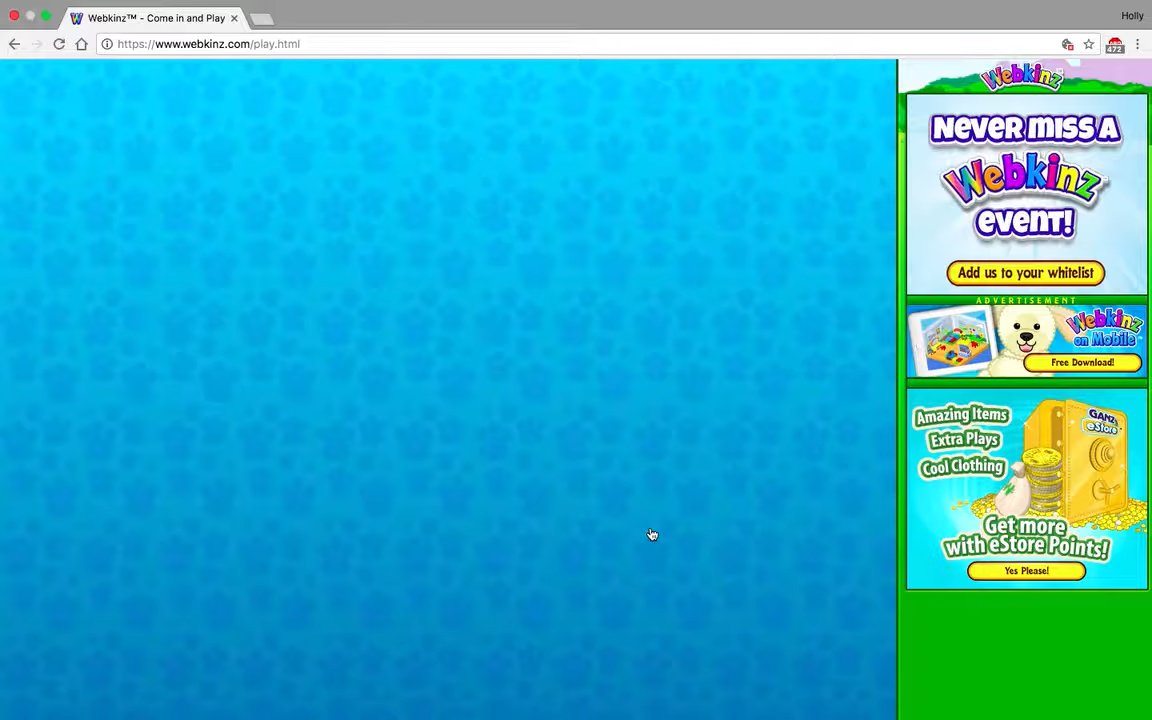 Webkinz™ - Come in and Play
Holly
https://www.webkinz.com/play.html
472
Webkinz
NEVER MISS A
Webkinz
EVENT!
Add us to your whitelist
ADVERTISEMENT
Webkinz
on Mobile
Free Download!
Amazing Items
Extra Plays
Cool Clothing
GANZ
eStore
Get more
with eStore Points!
Yes Please!